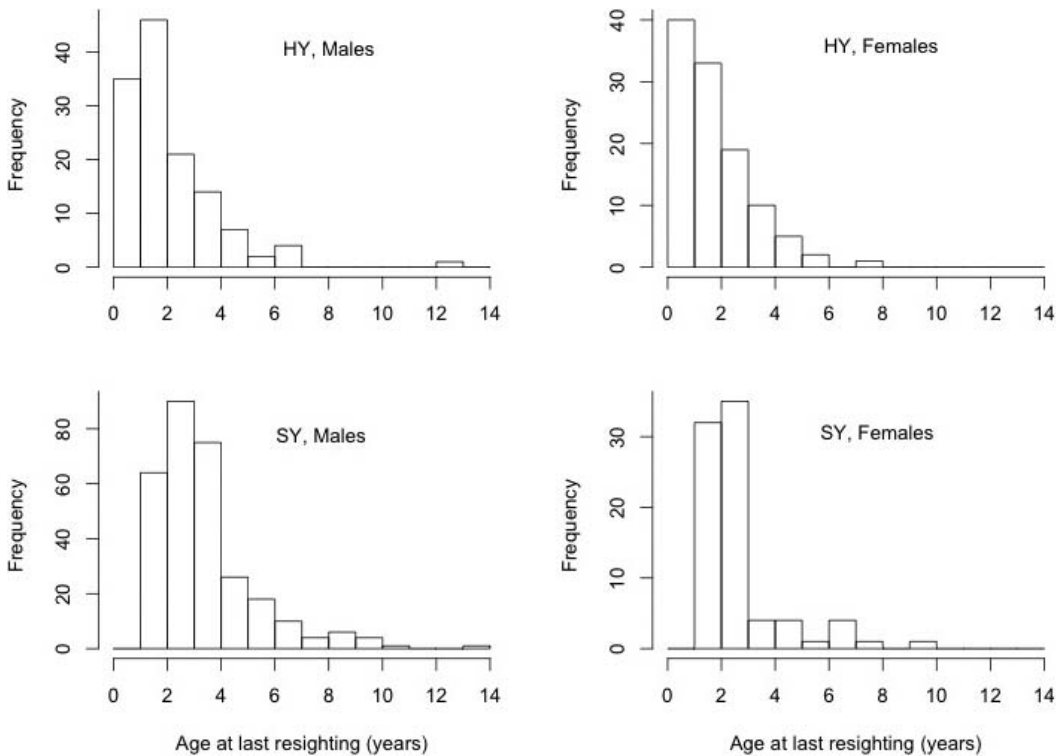 HY, Males
Frequency
0 10 20 30 40
0 2 4 6 8 10 12 14
HY, Females
Frequency
0 10 20 30 40
0 2 4 6 8 10 12 14
SY, Males
Frequency
0 20 40 60 80
0 2 4 6 8 10 12 14
Age at last resighting (years)
SY, Females
Frequency
0 10 20 30
0 2 4 6 8 10 12 14
Age at last resighting (years)